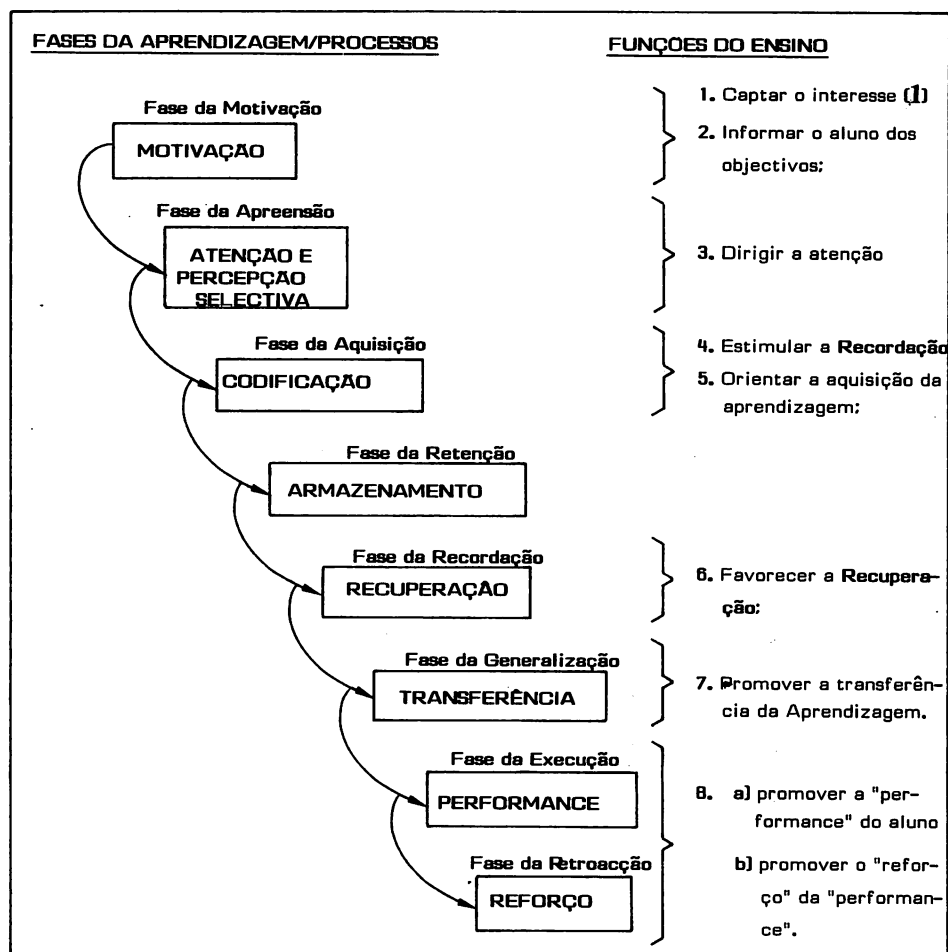 FASES DA APRENDIZAGEM/PROCESSOS
FUNÇÕES DO ENSINO
Fase da Motivação
MOTIVAÇÃO
1. Captar o interesse (1)
2. Informar o aluno dos
objectivos;
Fase da Apreensão
ATENÇÃO E
PERCEPÇÃO
SELECTIVA
3. Dirigir a atenção
Fase da Aquisição
CODIFICAÇÃO
4. Estimular a Recordação
5. Orientar a aquisição da
aprendizagem;
Fase da Retenção
ARMAZENAMENTO
Fase da Recordação
RECUPERAÇÃO
6. Favorecer a Recupera-
ção;
Fase da Generalização
TRANSFERÊNCIA
7. Promover a transferên-
cia da Aprendizagem.
Fase da Execução
PERFORMANCE
8. a) promover a "per-
formance" do aluno
Fase da Retroacção
REFORÇO
b) promover o "refor-
ço" da "performan-
ce".